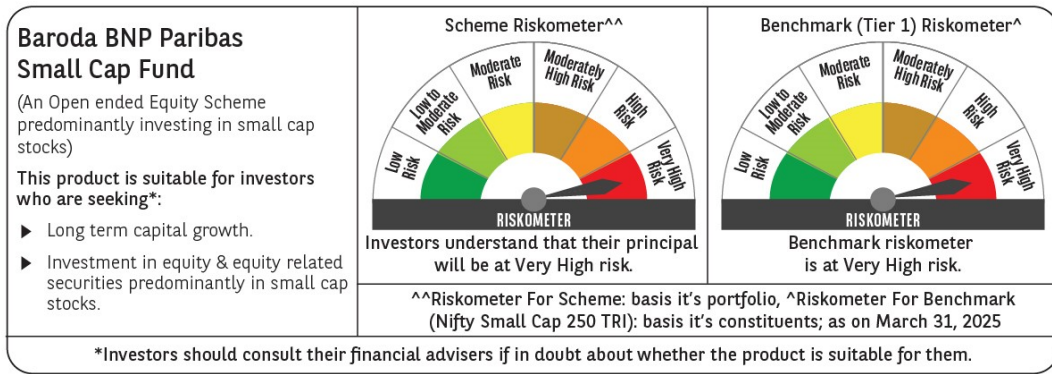 Baroda BNP Paribas
Small Cap Fund
(An Open ended Equity Scheme
predominantly investing in small cap
stocks)
This product is suitable for investors
who are seeking*:
▶ Long term capital growth.
▶ Investment in equity & equity related
securities predominantly in small cap
stocks.
Scheme Riskometer^^
Low
Risk
Low to
Moderate
Risk
Moderate
Risk
Moderately
High Risk
High
Risk
Very High
Risk
RISKOMETER
Investors understand that their principal
will be at Very High risk.
Benchmark (Tier 1) Riskometer^
Low
Risk
Low to
Moderate
Risk
Moderate
Risk
Moderately
High Risk
High
Risk
Very High
Risk
RISKOMETER
Benchmark riskometer
is at Very High risk.
^^Riskometer For Scheme: basis it's portfolio, ^Riskometer For Benchmark
(Nifty Small Cap 250 TRI): basis it's constituents; as on March 31, 2025
*Investors should consult their financial advisers if in doubt about whether the product is suitable for them.